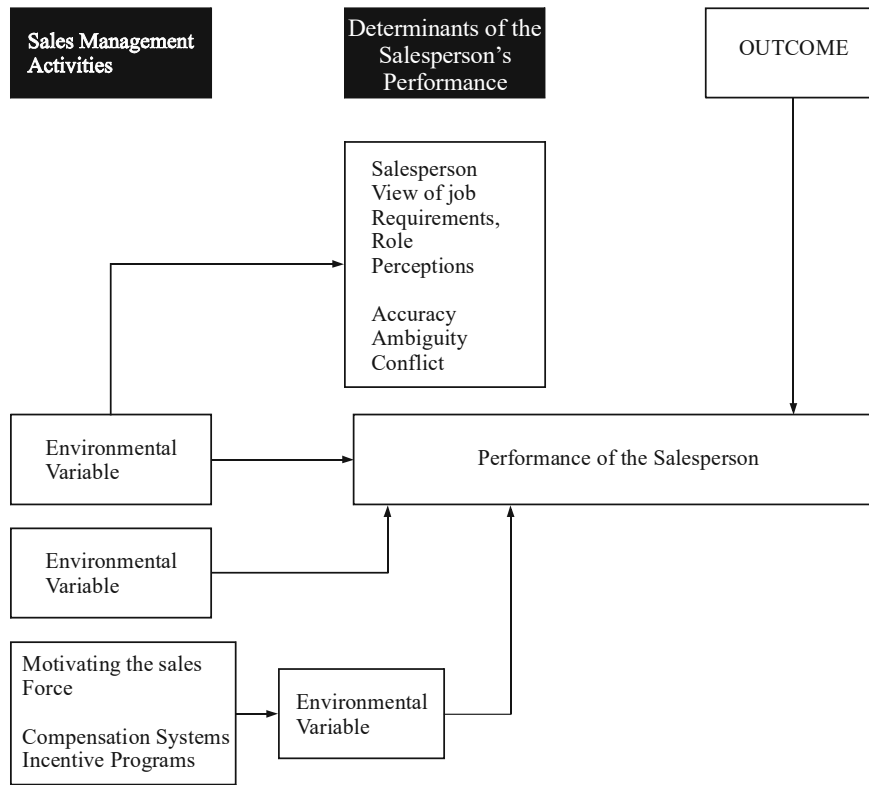 Sales Management
Activities
Determinants of the
Salesperson’s
Performance
OUTCOME
Salesperson
View of job
Requirements,
Role
Perceptions
Accuracy
Ambiguity
Conflict
Environmental
Variable
Performance of the Salesperson
Environmental
Variable
Motivating the sales
Force
Compensation Systems
Incentive Programs
Environmental
Variable